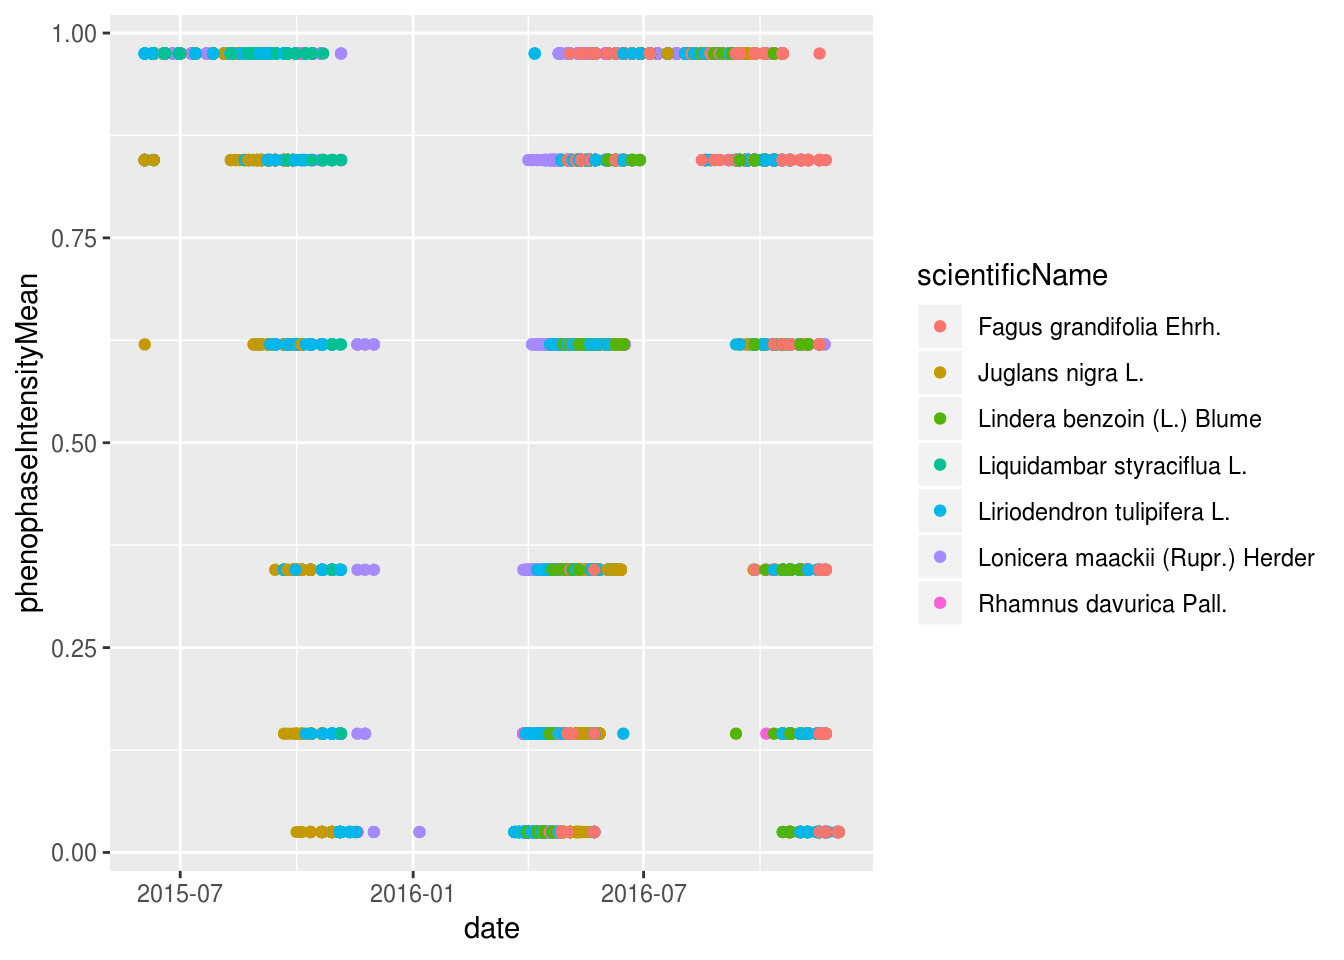 1.00
0.75
0.50
0.25
0.00
phenophaseIntensityMean
2015-07
2016-01
2016-07
date
scientificName
Fagus grandifolia Ehrh.
Juglans nigra L.
Lindera benzoin (L.) Blume
Liquidambar styraciflua L.
Liriodendron tulipifera L.
Lonicera maackii (Rupr.) Herder
Rhamnus davurica Pall.